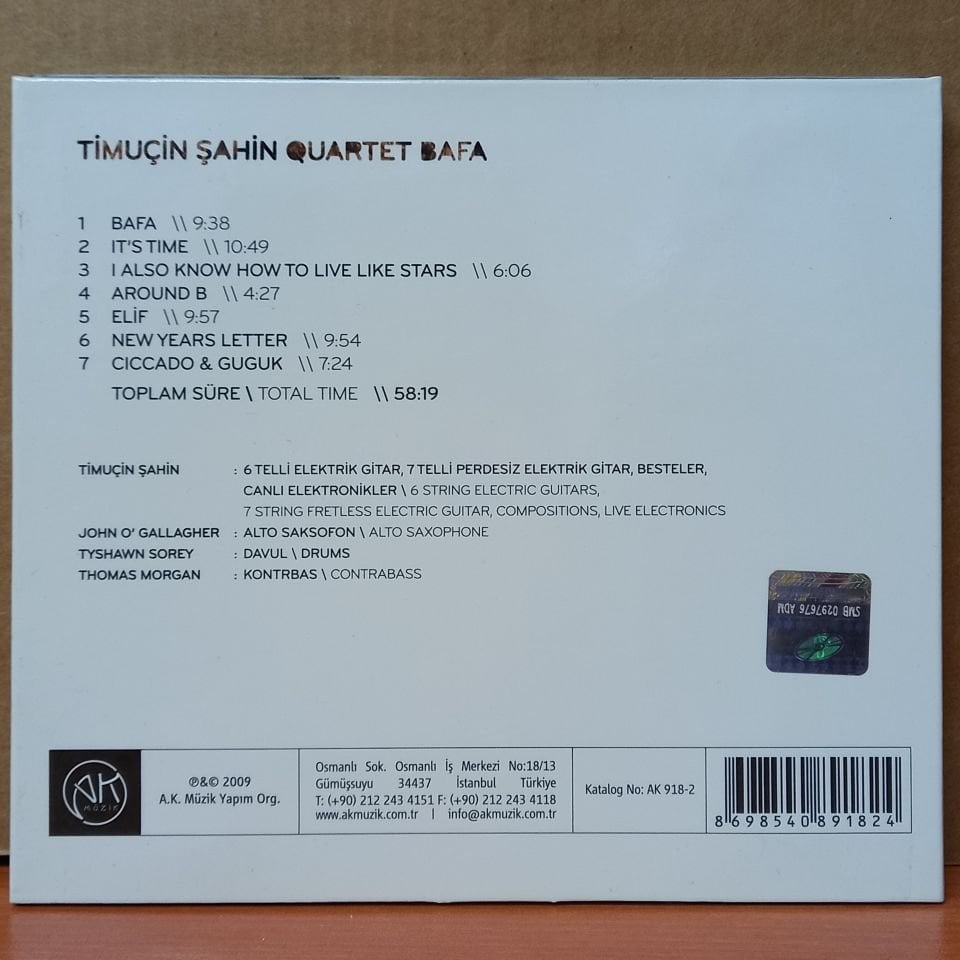 TİMUÇİN ŞAHİN QUARTET BAFA
1 BAFA \\ 9:38
2 IT'S TIME \\ 10:49
3 I ALSO KNOW HOW TO LIVE LIKE STARS \\ 6:06
4 AROUND B \\ 4:27
5 ELİF \\ 9:57
6 NEW YEARS LETTER \\ 9:54
7 CICCADO & GUGUK \\ 7:24
TOPLAM SÜRE \ TOTAL TIME \\ 58:19
TİMUÇİN ŞAHİN : 6 TELLİ ELEKTRİK GİTAR, 7 TELLİ PERDESİZ ELEKTRİK GİTAR, BESTELER,
CANLI ELEKTRONİKLER \ 6 STRING ELECTRIC GUITARS,
7 STRING FRETLESS ELECTRIC GUITAR, COMPOSITIONS, LIVE ELECTRONICS
JOHN O' GALLAGHER : ALTO SAKSOFON \ ALTO SAXOPHONE
TYSHAWN SOREY : DAVUL \ DRUMS
THOMAS MORGAN : KONTRBAS \ CONTRABASS
SMB 0297676 ADM
AK
MÜZİK
℗&© 2009
A.K. Müzik Yapım Org.
Osmanlı Sok. Osmanlı İş Merkezi No:18/13
Gümüşsuyu 34437 İstanbul Türkiye
T: (+90) 212 243 4151 F: (+90) 212 243 4118
www.akmuzik.com.tr | info@akmuzik.com.tr
Katalog No: AK 918-2
8 698540 891824